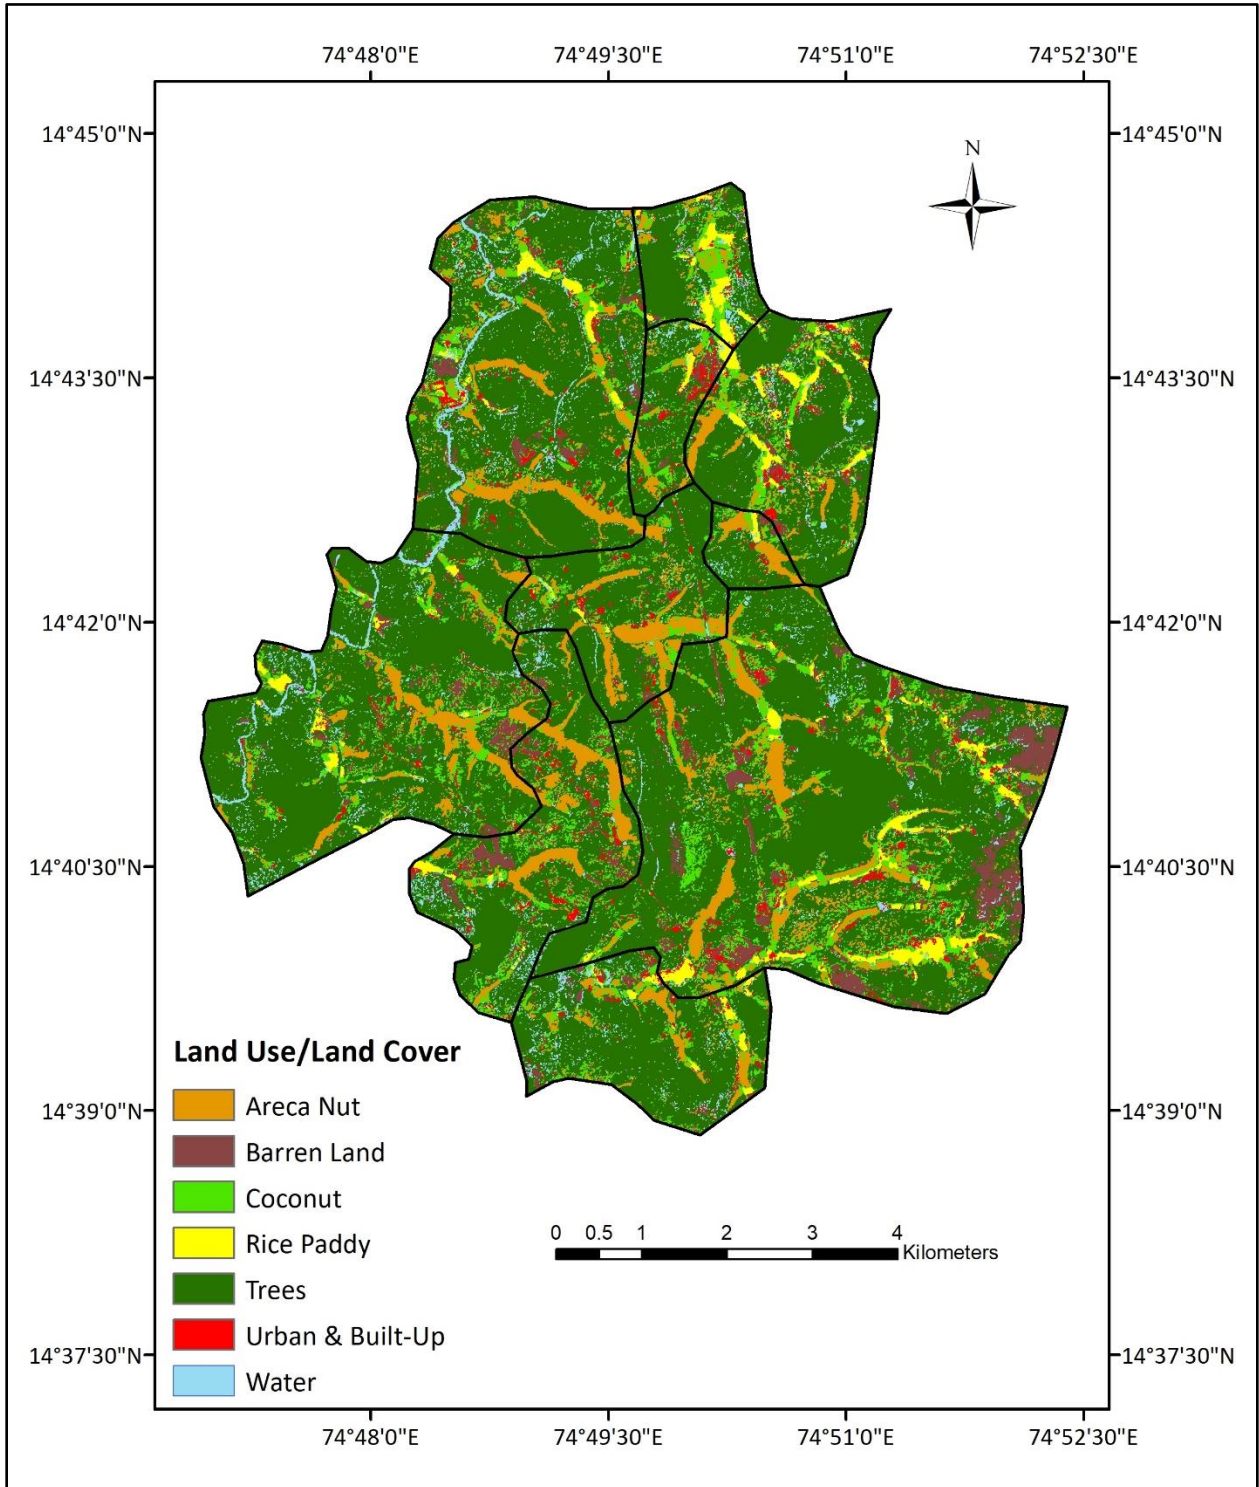 74°48'0"E 74°49'30"E 74°51'0"E 74°52'30"E
14°45'0"N 14°45'0"N
N
14°43'30"N 14°43'30"N
14°42'0"N 14°42'0"N
14°40'30"N 14°40'30"N
14°39'0"N 14°39'0"N
14°37'30"N 14°37'30"N
Land Use/Land Cover
Areca Nut
Barren Land
Coconut
Rice Paddy
Trees
Urban & Built-Up
Water
0 0.5 1 2 3 4
Kilometers
74°48'0"E 74°49'30"E 74°51'0"E 74°52'30"E